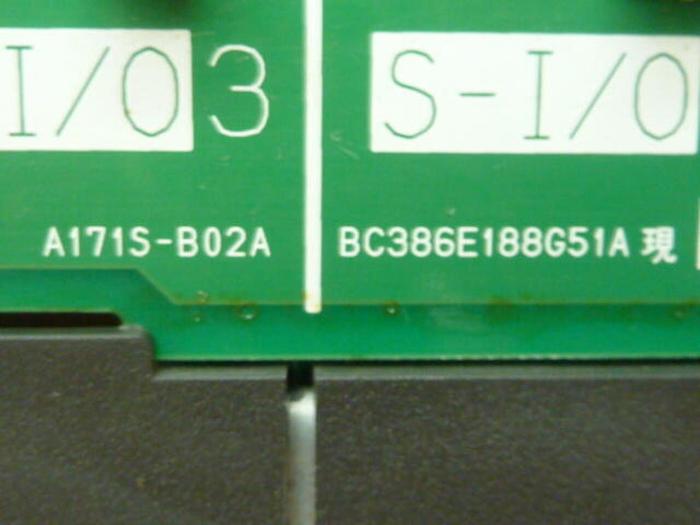 I/O3
S-I/O
A171S-B02A
BC386E188G51A 現